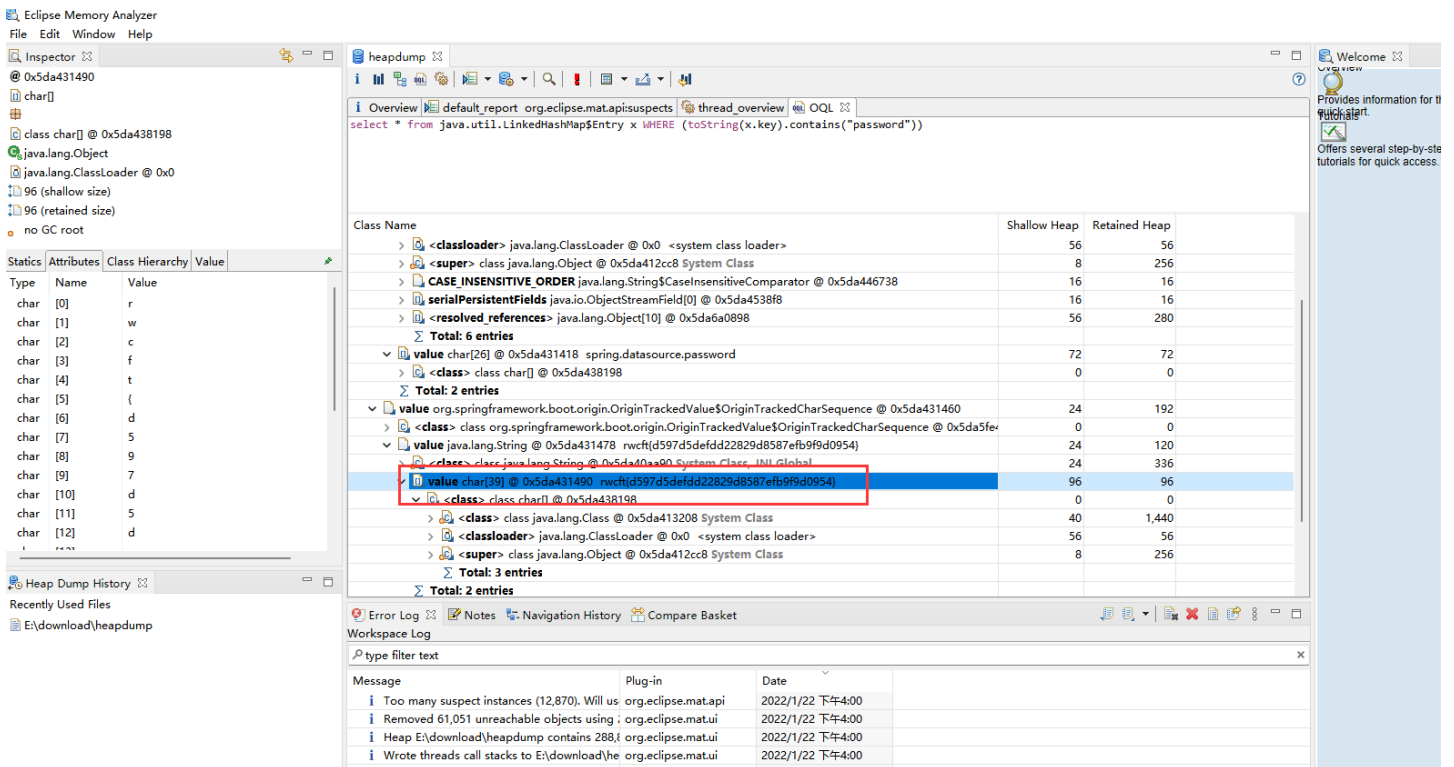 Eclipse Memory Analyzer
File Edit Window Help
Inspector
@ 0x5da431490
char[]
class char[] @ 0x5da438198
java.lang.Object
java.lang.ClassLoader @ 0x0
96 (shallow size)
96 (retained size)
no GC root
Statics Attributes Class Hierarchy Value
Type Name Value
char [0] r
char [1] w
char [2] c
char [3] f
char [4] t
char [5] {
char [6] d
char [7] 5
char [8] 9
char [9] 7
char [10] d
char [11] 5
char [12] d
Heap Dump History
Recently Used Files
E:\download\heapdump
heapdump
i Overview default_report org.eclipse.mat.api:suspects thread_overview OQL
select * from java.util.LinkedHashMap$Entry x WHERE (toString(x.key).contains("password"))
Class Name Shallow Heap Retained Heap
<classloader> java.lang.ClassLoader @ 0x0 <system class loader> 56 56
<super> class java.lang.Object @ 0x5da412cc8 System Class 8 256
CASE_INSENSITIVE_ORDER java.lang.String$CaseInsensitiveComparator @ 0x5da446738 16 16
serialPersistentFields java.io.ObjectStreamField[0] @ 0x5da4538f8 16 16
<resolved_references> java.lang.Object[10] @ 0x5da6a0898 56 280
∑ Total: 6 entries
value char[26] @ 0x5da431418 spring.datasource.password 72 72
<class> class char[] @ 0x5da438198 0 0
∑ Total: 2 entries
value org.springframework.boot.origin.OriginTrackedValue$OriginTrackedCharSequence @ 0x5da431460 24 192
<class> class org.springframework.boot.origin.OriginTrackedValue$OriginTrackedCharSequence @ 0x5da5fe4 0 0
value java.lang.String @ 0x5da431478 rwcft{d597d5defdd22829d8587efb9f9d0954} 24 120
<class> class java.lang.String @ 0x5da40aa90 System Class, JNI Global 24 336
value char[39] @ 0x5da431490 rwcft{d597d5defdd22829d8587efb9f9d0954} 96 96
<class> class char[] @ 0x5da438198 0 0
<class> class java.lang.Class @ 0x5da413208 System Class 40 1,440
<classloader> java.lang.ClassLoader @ 0x0 <system class loader> 56 56
<super> class java.lang.Object @ 0x5da412cc8 System Class 8 256
∑ Total: 3 entries
∑ Total: 2 entries
Error Log Notes Navigation History Compare Basket
Workspace Log
type filter text
Message Plug-in Date
i Too many suspect instances (12,870). Will us org.eclipse.mat.api 2022/1/22 下午4:00
i Removed 61,051 unreachable objects using org.eclipse.mat.ui 2022/1/22 下午4:00
i Heap E:\download\heapdump contains 288,8 org.eclipse.mat.ui 2022/1/22 下午4:00
i Wrote threads call stacks to E:\download\he org.eclipse.mat.ui 2022/1/22 下午4:00
Welcome
Overview
Provides information for th
quick start.
Tutorials
Offers several step-by-ste
tutorials for quick access.